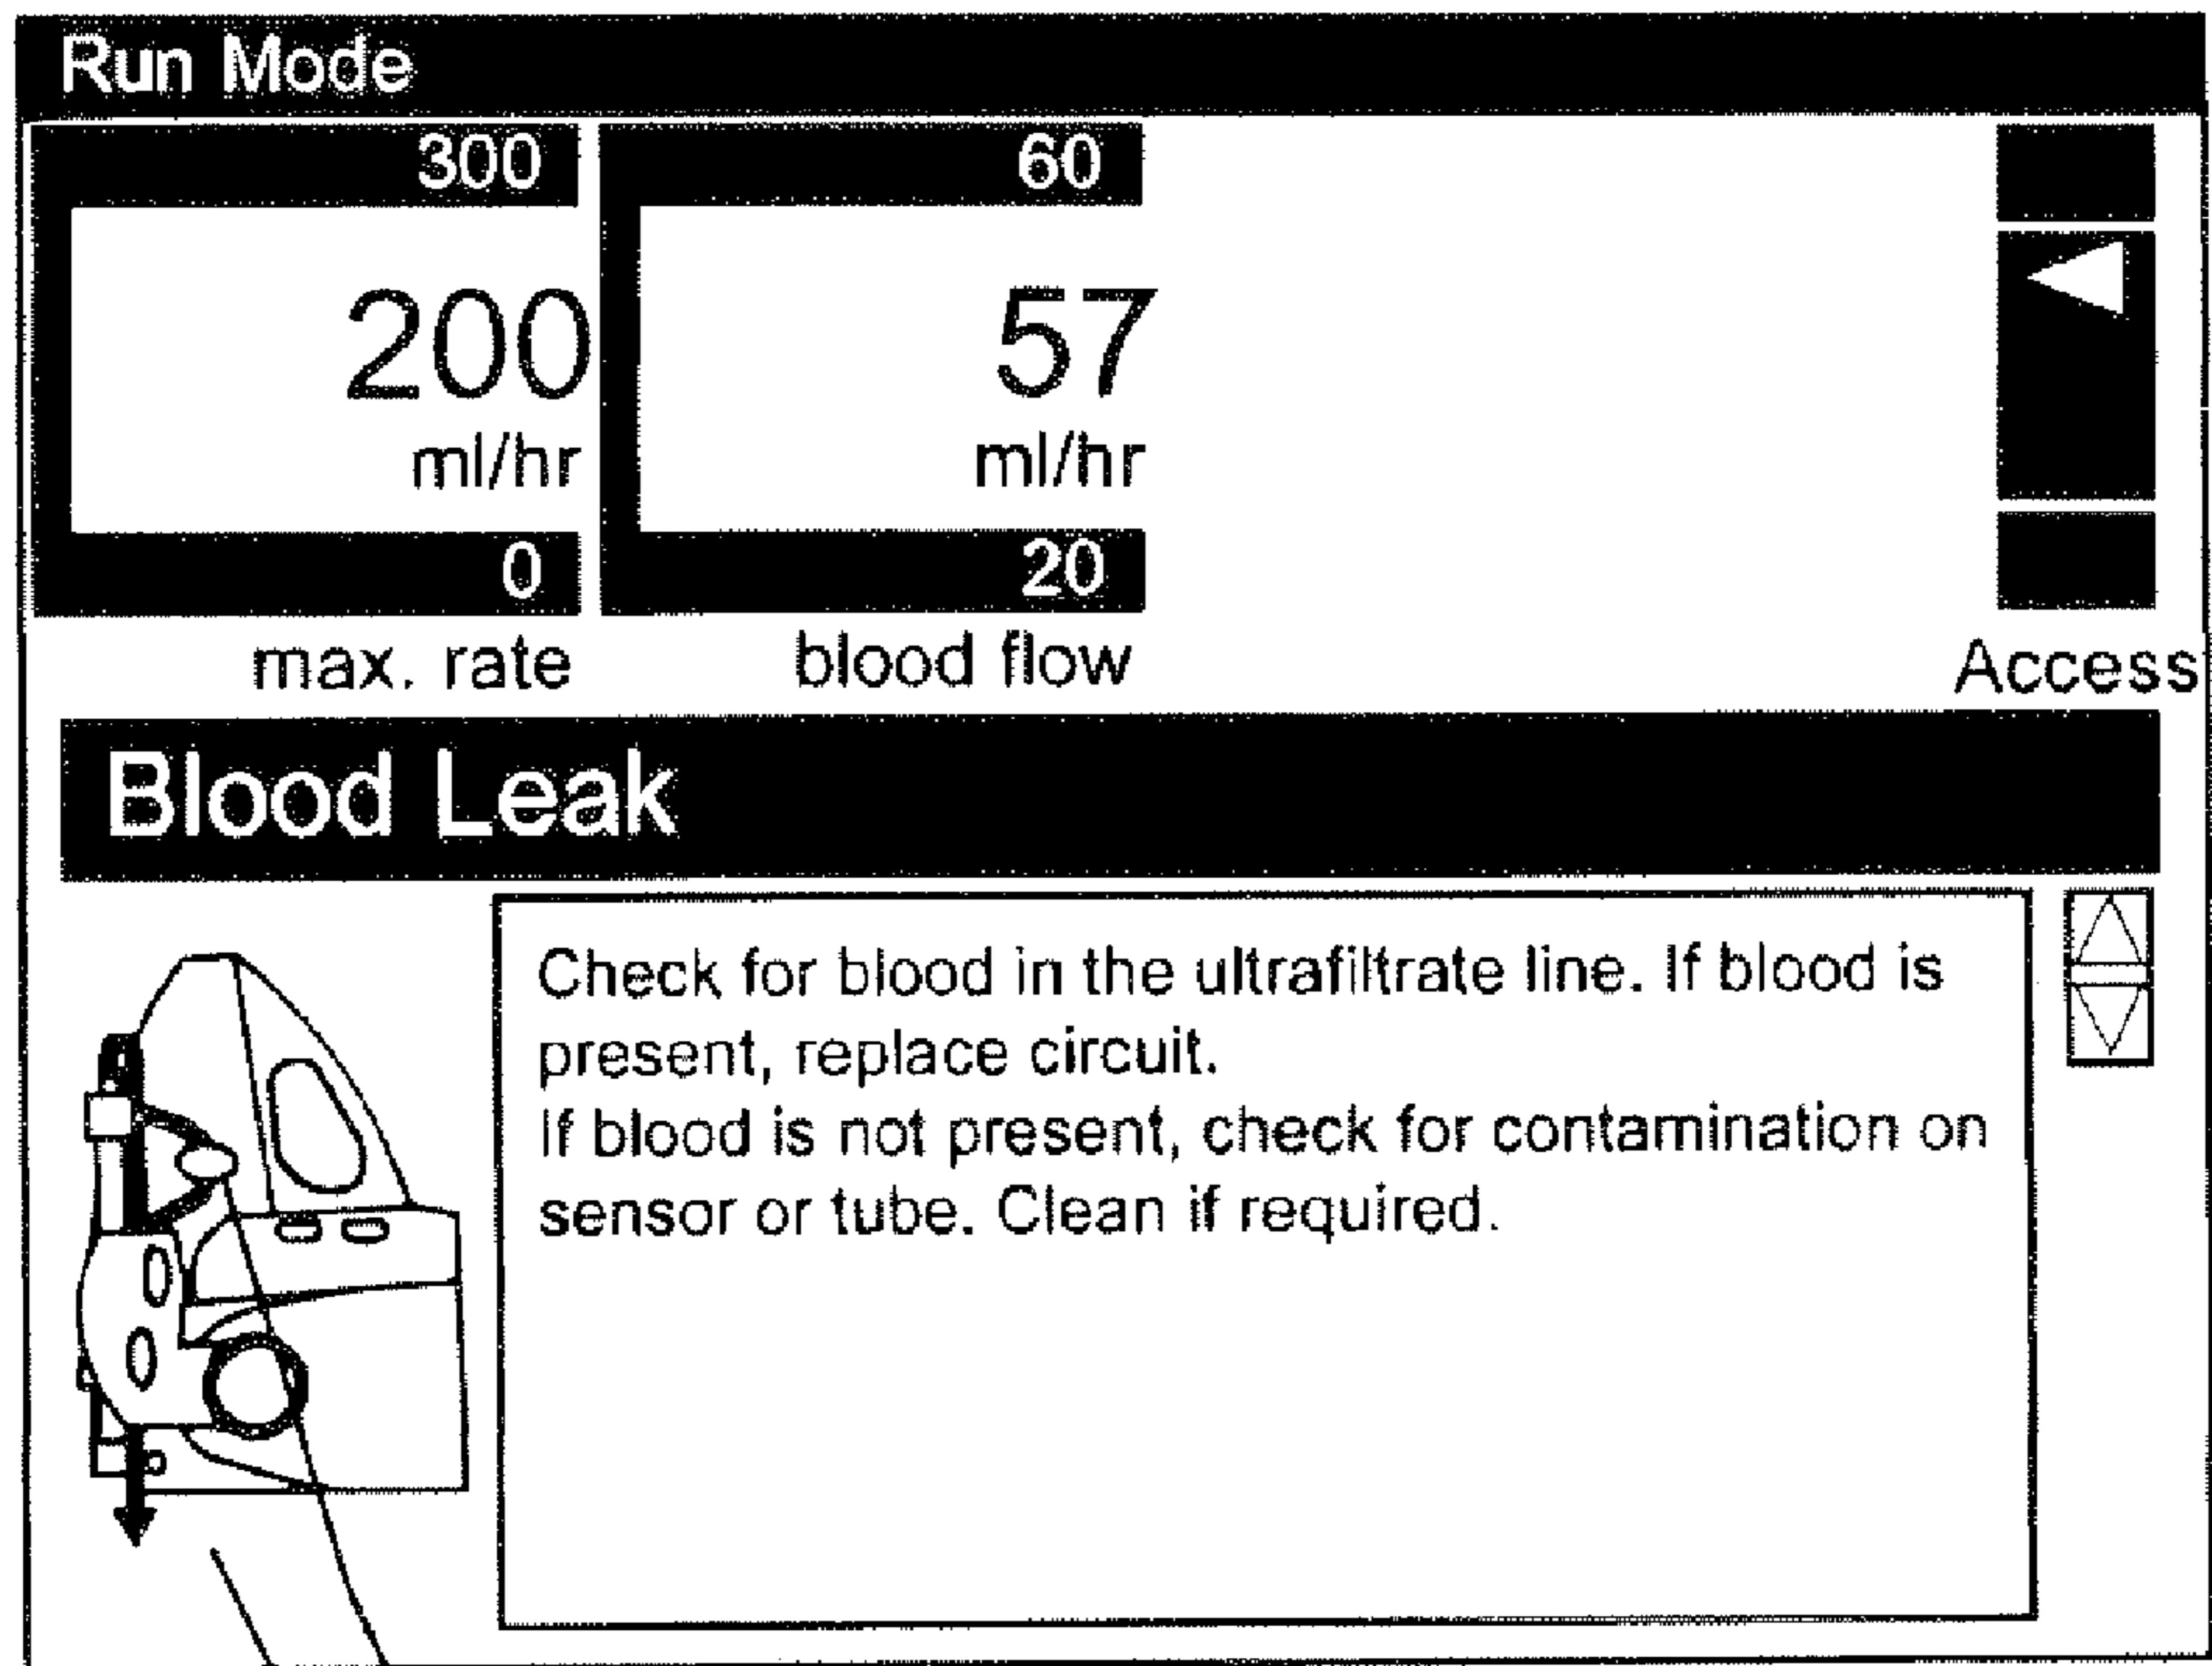 Run Mode
300
60
200
57
ml/hr
ml/hr
0
20
max. rate
blood flow
Access
Blood Leak
Check for blood in the ultrafiltrate line. If blood is
present, replace circuit.
If blood is not present, check for contamination on
sensor or tube. Clean if required.